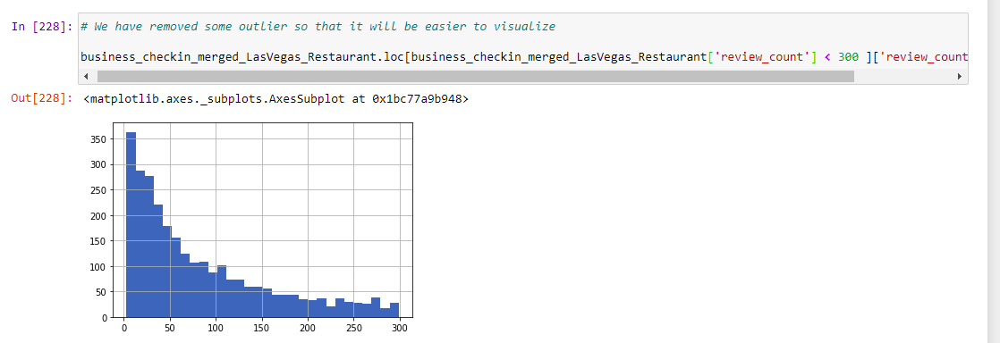 In [228]: # We have removed some outlier so that it will be easier to visualize
business_checkin_merged_LasVegas_Restaurant.loc[business_checkin_merged_LasVegas_Restaurant['review_count'] < 300 ]['review_count
Out[228]: <matplotlib.axes._subplots.AxesSubplot at 0x1bc77a9b948>
350
300
250
200
150
100
50
0
0 50 100 150 200 250 300